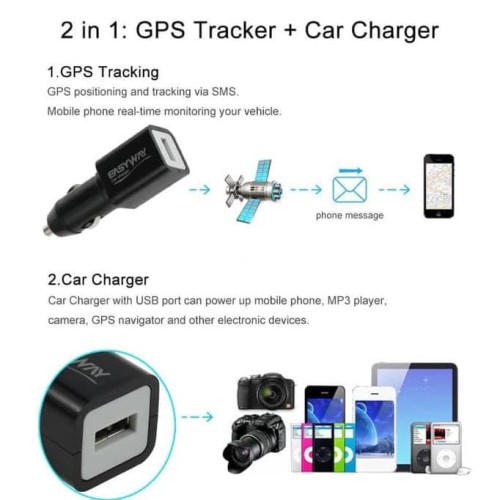 2 in 1: GPS Tracker + Car Charger
1.GPS Tracking
GPS positioning and tracking via SMS.
Mobile phone real-time monitoring your vehicle.
EASYWAY
phone message
2.Car Charger
Car Charger with USB port can power up mobile phone, MP3 player,
camera, GPS navigator and other electronic devices.
EASYWAY